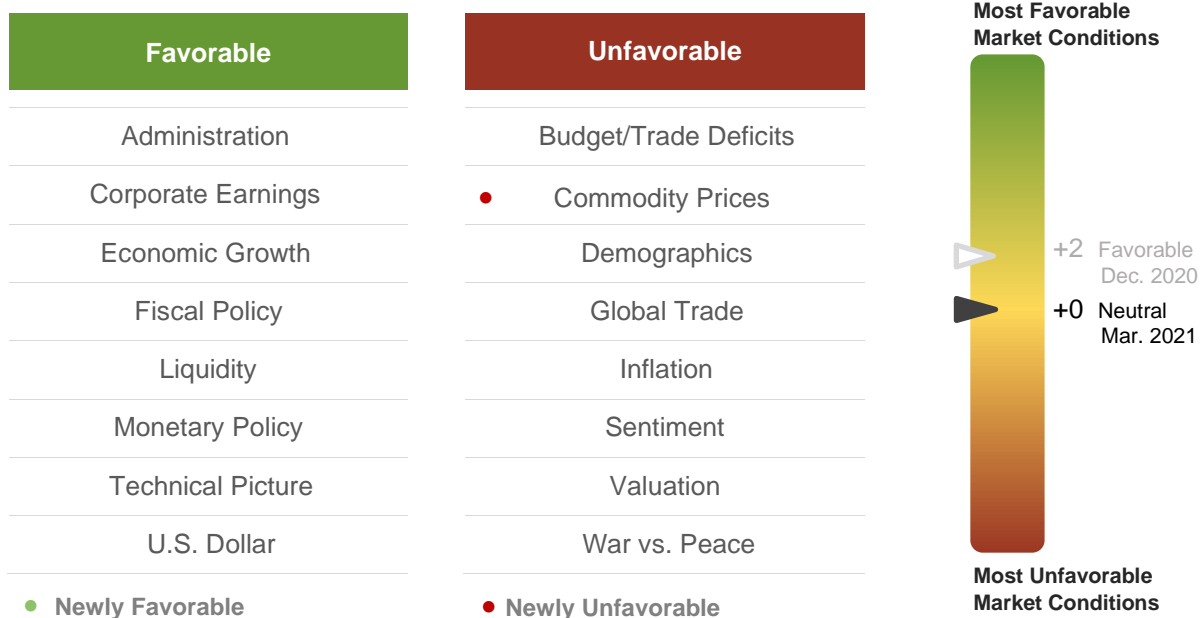 Favorable
Administration
Corporate Earnings
Economic Growth
Fiscal Policy
Liquidity
Monetary Policy
Technical Picture
U.S. Dollar
Newly Favorable
Unfavorable
Budget/Trade Deficits
Commodity Prices
Demographics
Global Trade
Inflation
Sentiment
Valuation
War vs. Peace
Newly Unfavorable
Most Favorable
Market Conditions
+2 Favorable
Dec. 2020
+0 Neutral
Mar. 2021
Most Unfavorable
Market Conditions